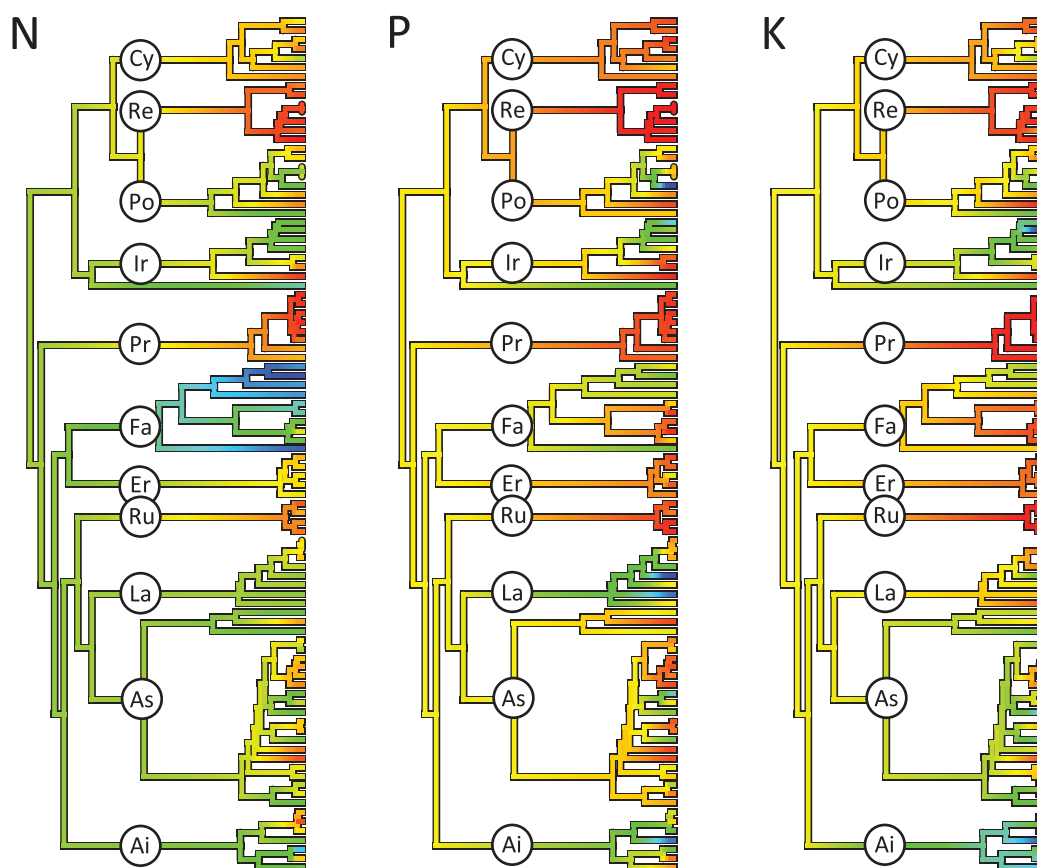 N
Cy
Re
Po
Ir
Pr
Fa
Er
Ru
La
As
Ai
P
Cy
Re
Po
Ir
Pr
Fa
Er
Ru
La
As
Ai
K
Cy
Re
Po
Ir
Pr
Fa
Er
Ru
La
As
Ai